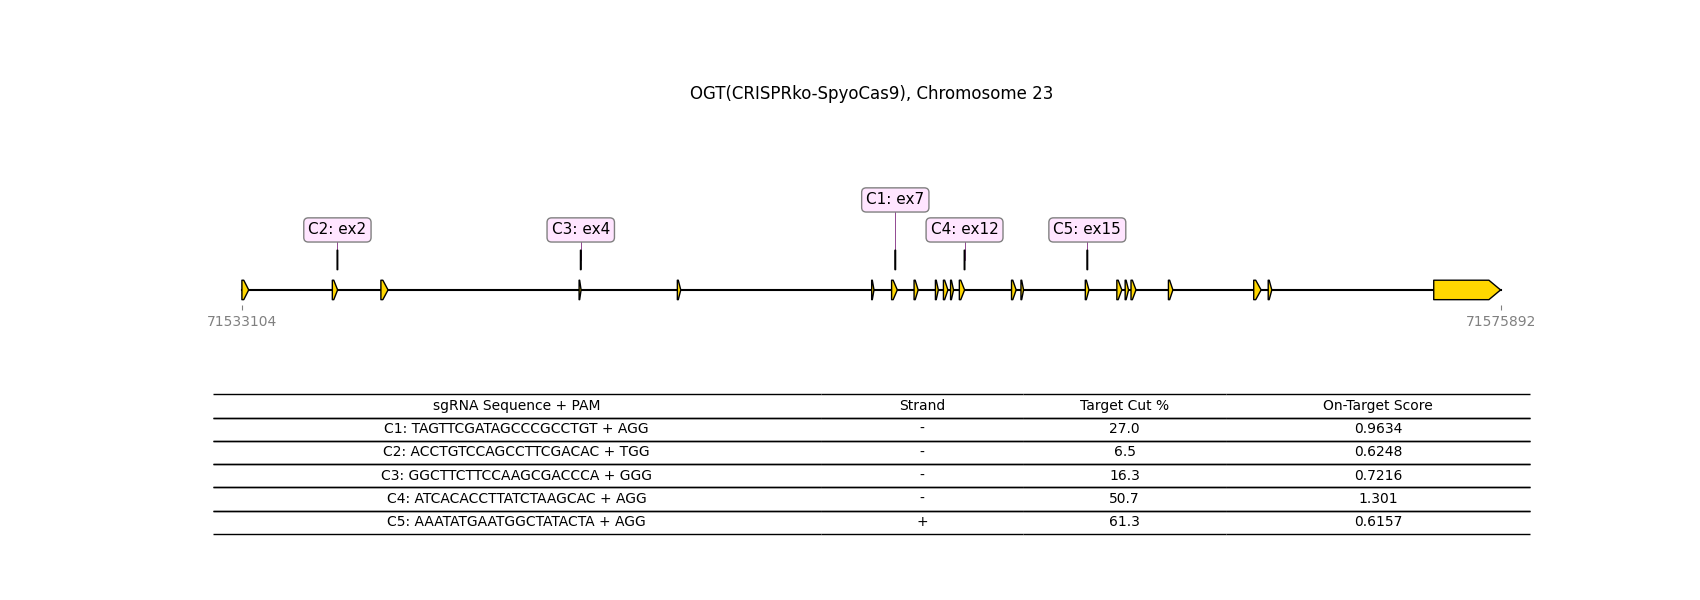 OGT(CRISPRko-SpyoCas9), Chromosome 23
C1: ex7
C2: ex2 C3: ex4 C4: ex12 C5: ex15
71533104 71575892
sgRNA Sequence + PAM Strand Target Cut % On-Target Score
C1: TAGTTCGATAGCCCGCCTGT + AGG - 27.0 0.9634
C2: ACCTGTCCAGCCTTCGACAC + TGG - 6.5 0.6248
C3: GGCTTCTTCCAAGCGACCCA + GGG - 16.3 0.7216
C4: ATCACACCTTATCTAAGCAC + AGG - 50.7 1.301
C5: AAATATGAATGGCTATACTA + AGG + 61.3 0.6157